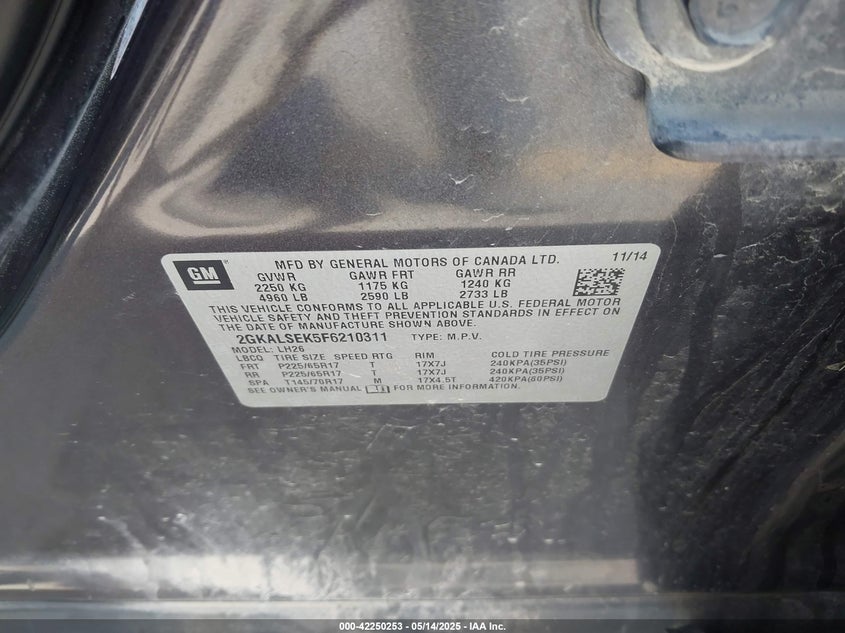 GM
MFD BY GENERAL MOTORS OF CANADA LTD. 11/14
GVWR GAWR FRT GAWR RR
2250 KG 1175 KG 1240 KG
4960 LB 2590 LB 2733 LB
THIS VEHICLE CONFORMS TO ALL APPLICABLE U.S. FEDERAL MOTOR
VEHICLE SAFETY AND THEFT PREVENTION STANDARDS IN EFFECT ON
THE DATE OF MANUFACTURE SHOWN ABOVE.
2GKALSEK5F6210311 TYPE: M.P.V.
MODEL: LH26
LBCQ TIRE SIZE SPEED RTG RIM COLD TIRE PRESSURE
FRT P225/65R17 T 17X7J 240KPA(35PSI)
RR P225/65R17 T 17X7J 240KPA(35PSI)
SPA T145/70R17 M 17X4.5T 420KPA(60PSI)
SEE OWNER'S MANUAL FOR MORE INFORMATION
000-42250253 — 05/14/2025 — IAA Inc.